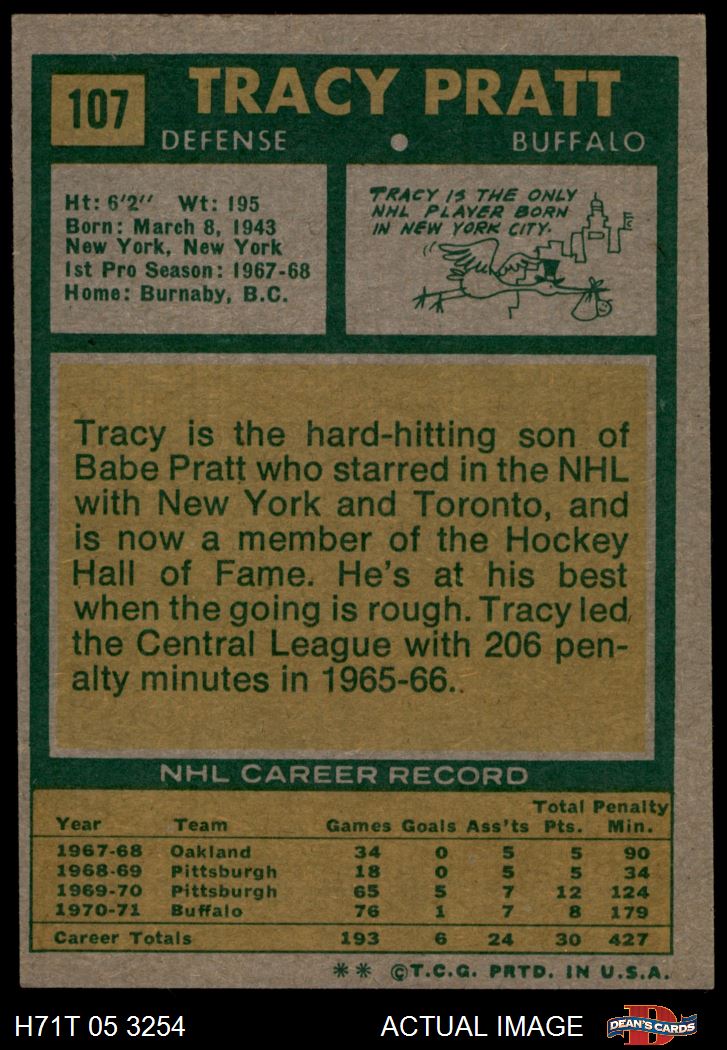 107
TRACY PRATT
DEFENSE
BUFFALO
Ht: 6'2'' Wt: 195
Born: March 8, 1943
New York, New York
1st Pro Season: 1967-68
Home: Burnaby, B.C.
TRACY IS THE ONLY
NHL PLAYER BORN
IN NEW YORK CITY.
Tracy is the hard-hitting son of
Babe Pratt who starred in the NHL
with New York and Toronto, and
is now a member of the Hockey
Hall of Fame. He's at his best
when the going is rough. Tracy led
the Central League with 206 pen-
alty minutes in 1965-66..
NHL CAREER RECORD
Total Penalty
Year Team Games Goals Ass'ts Pts. Min.
1967-68 Oakland 34 0 5 5 90
1968-69 Pittsburgh 18 0 5 5 34
1969-70 Pittsburgh 65 5 7 12 124
1970-71 Buffalo 76 1 7 8 179
Career Totals 193 6 24 30 427
** ©T.C.G. PRTD. IN U.S.A.
H71T 05 3254 ACTUAL IMAGE
DEAN'S CARDS